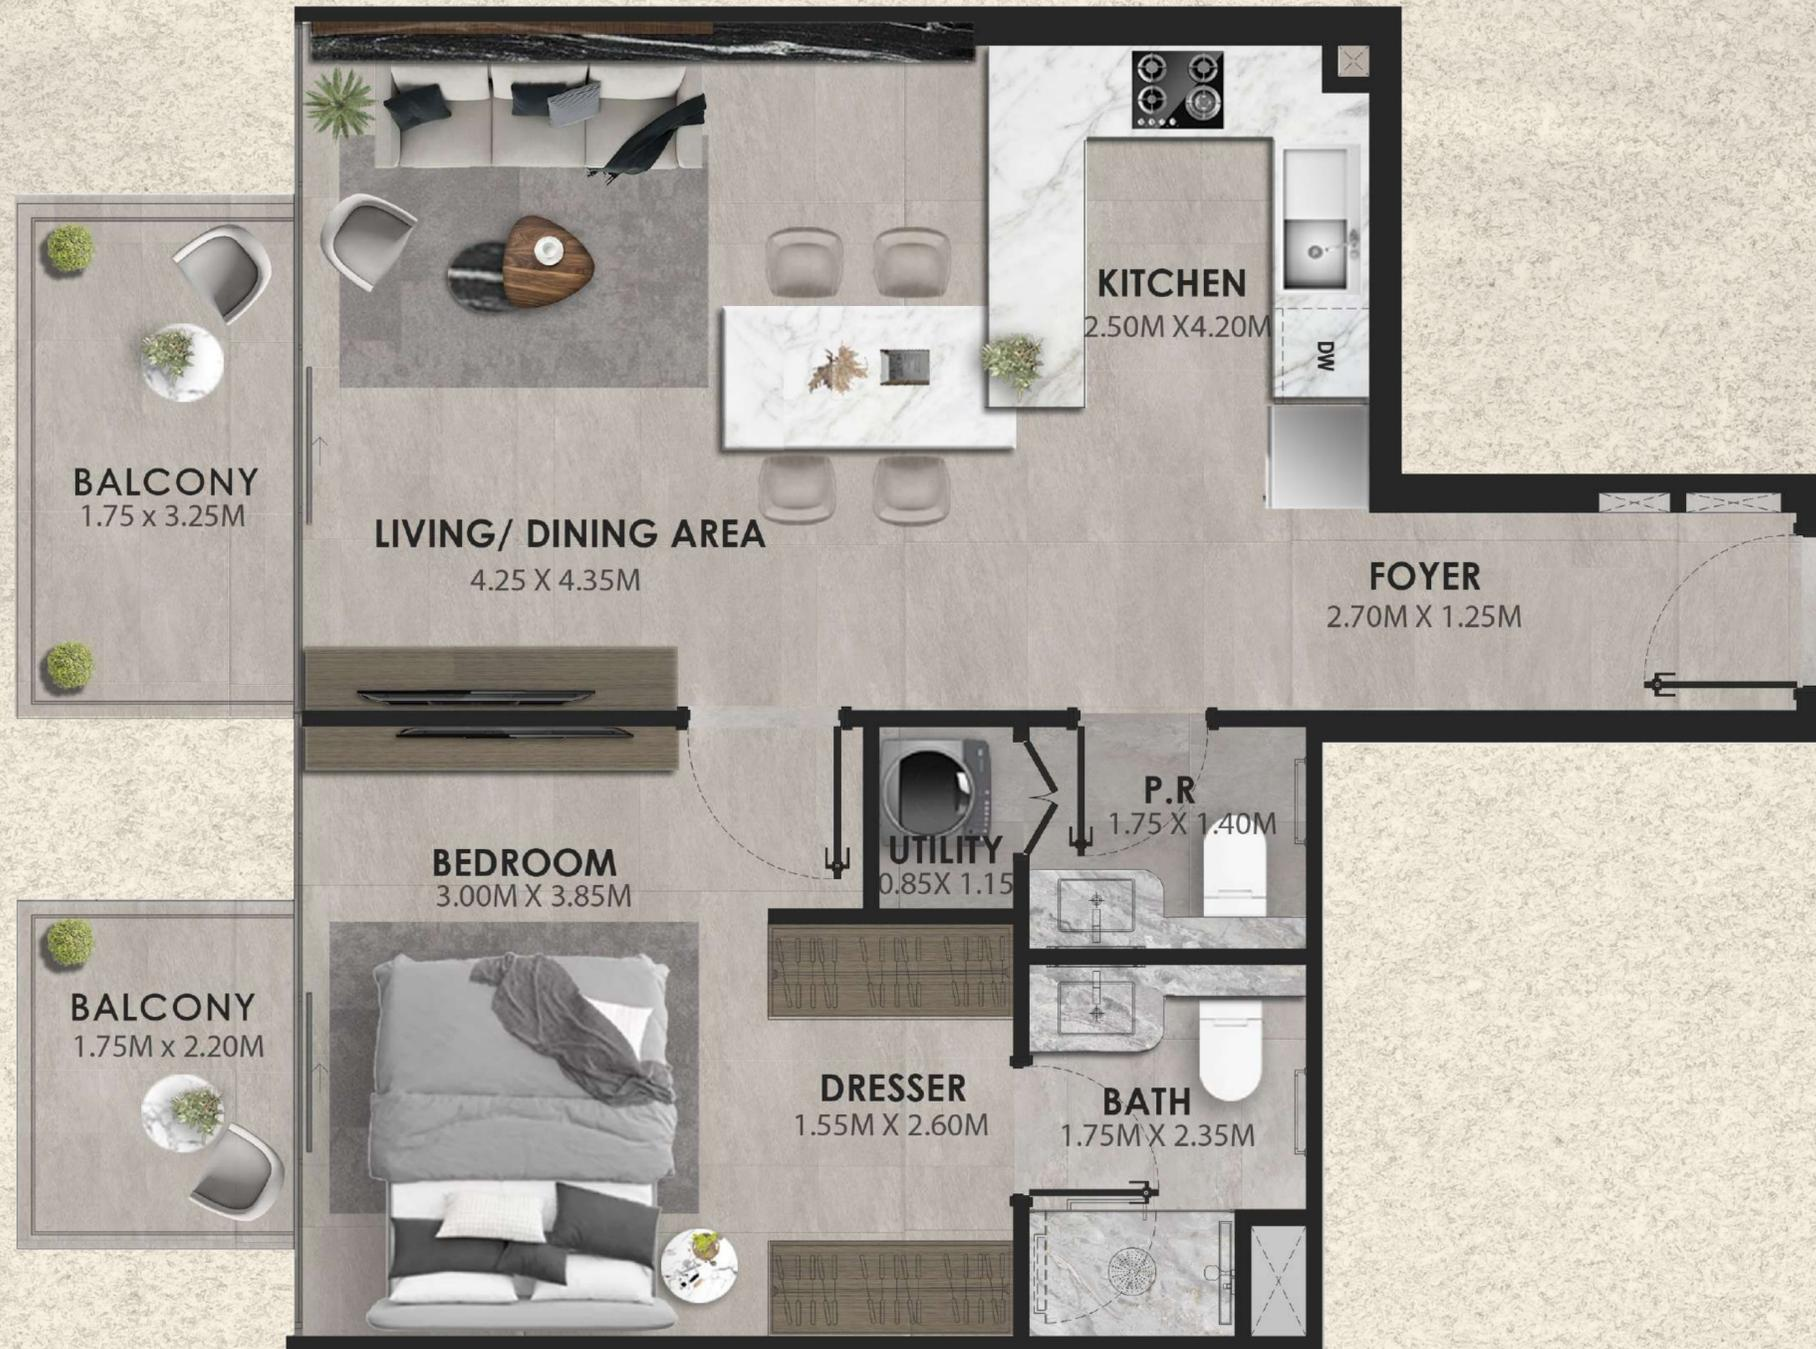 KITCHEN
2.50M X4.20M
DW
BALCONY
1.75 x 3.25M
LIVING/ DINING AREA
4.25 X 4.35M
FOYER
2.70M X 1.25M
P.R
1.75 X 1.40M
UTILITY
0.85X 1.15
BEDROOM
3.00M X 3.85M
BALCONY
1.75M x 2.20M
DRESSER
1.55M X 2.60M
BATH
1.75M X 2.35M